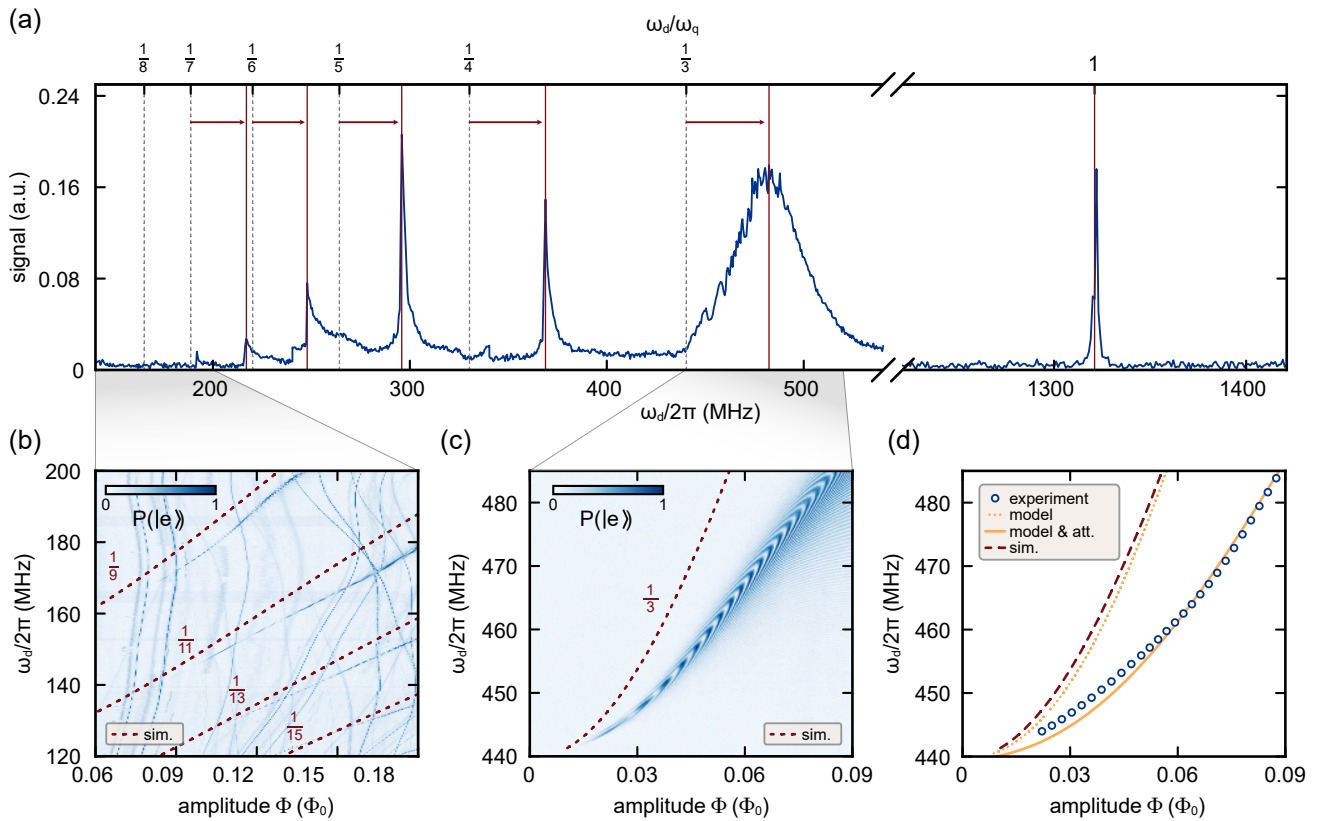 (a)
ω_d/ω_q
1/8 1/7 1/6 1/5 1/4 1/3 1
0.24
0.16
0.08
0
signal (a.u.)
200 300 400 500 1300 1400
ω_d/2π (MHz)
(b)
200
180
160
140
120
ω_d/2π (MHz)
0 1
P(|e⟩⟩)
1/9
1/11
1/13
1/15
sim.
0.06 0.09 0.12 0.15 0.18
amplitude Φ (Φ₀)
(c)
480
470
460
450
440
ω_d/2π (MHz)
0 1
P(|e⟩⟩)
1/3
sim.
0 0.03 0.06 0.09
amplitude Φ (Φ₀)
(d)
480
470
460
450
440
ω_d/2π (MHz)
experiment
model
model & att.
sim.
0 0.03 0.06 0.09
amplitude Φ (Φ₀)